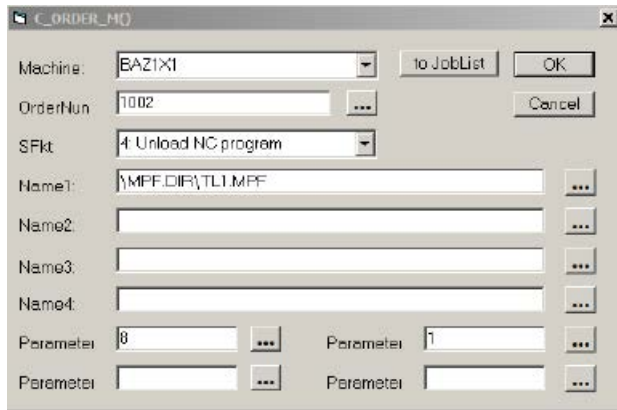 C_ORDER_M()
Machine: BAZ1X1 to JobList OK
OrderNun 1002 ... Cancel
SFkt 4: Unload NC program
Name1: \MPF.DIR\TL1.MPF ...
Name2: ...
Name3: ...
Name4: ...
Parameter 8 ... Parameter 1 ...
Parameter ... Parameter ...